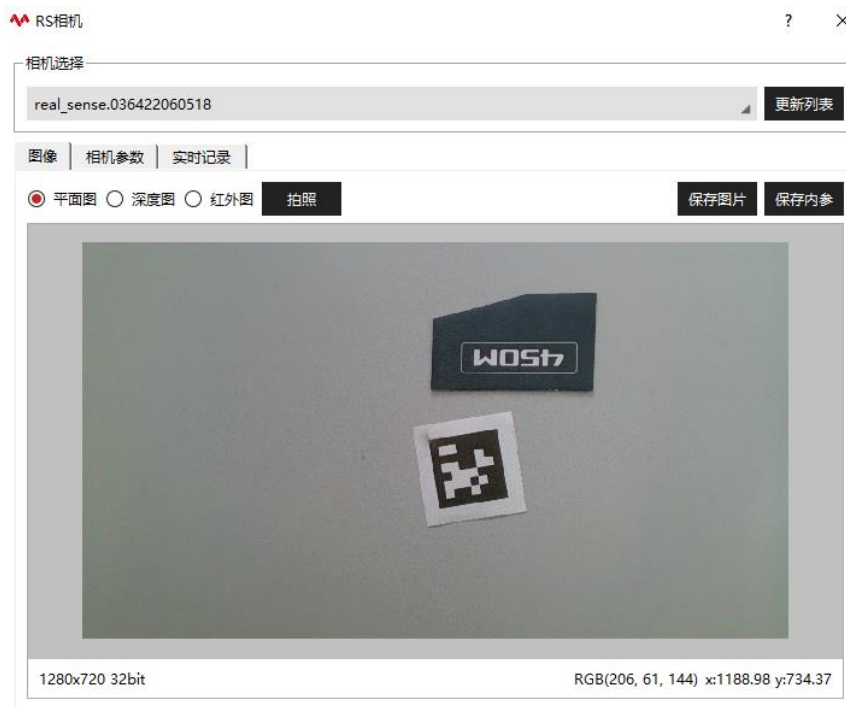 RS相机
相机选择
real_sense.036422060518
更新列表
图像 相机参数 实时记录
平面图 深度图 红外图 拍照 保存图片 保存内参
1280x720 32bit
RGB(206, 61, 144) x:1188.98 y:734.37